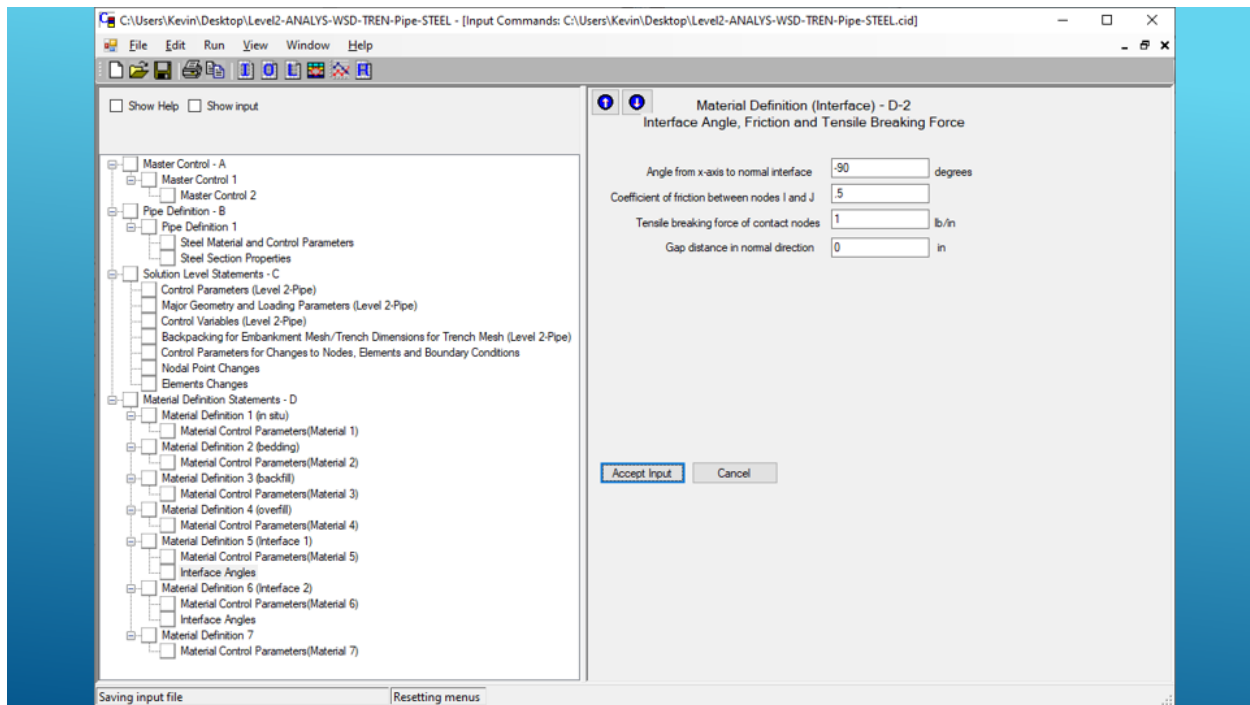 C:\Users\Kevin\Desktop\Level2-ANALYS-WSD-TREN-Pipe-STEEL - [Input Commands: C:\Users\Kevin\Desktop\Level2-ANALYS-WSD-TREN-Pipe-STEEL.cid]
File Edit Run View Window Help
Show Help Show input
Master Control - A
Master Control 1
Master Control 2
Pipe Definition - B
Pipe Definition 1
Steel Material and Control Parameters
Steel Section Properties
Solution Level Statements - C
Control Parameters (Level 2-Pipe)
Major Geometry and Loading Parameters (Level 2-Pipe)
Control Variables (Level 2-Pipe)
Backpacking for Embankment Mesh/Trench Dimensions for Trench Mesh (Level 2-Pipe)
Control Parameters for Changes to Nodes, Elements and Boundary Conditions
Nodal Point Changes
Elements Changes
Material Definition Statements - D
Material Definition 1 (in situ)
Material Control Parameters(Material 1)
Material Definition 2 (bedding)
Material Control Parameters(Material 2)
Material Definition 3 (backfill)
Material Control Parameters(Material 3)
Material Definition 4 (overfill)
Material Control Parameters(Material 4)
Material Definition 5 (Interface 1)
Material Control Parameters(Material 5)
Interface Angles
Material Definition 6 (Interface 2)
Material Control Parameters(Material 6)
Interface Angles
Material Definition 7
Material Control Parameters(Material 7)
Material Definition (Interface) - D-2
Interface Angle, Friction and Tensile Breaking Force
Angle from x-axis to normal interface -90 degrees
Coefficient of friction between nodes I and J .5
Tensile breaking force of contact nodes 1 lb/in
Gap distance in normal direction 0 in
Accept Input Cancel
Saving input file Resetting menus